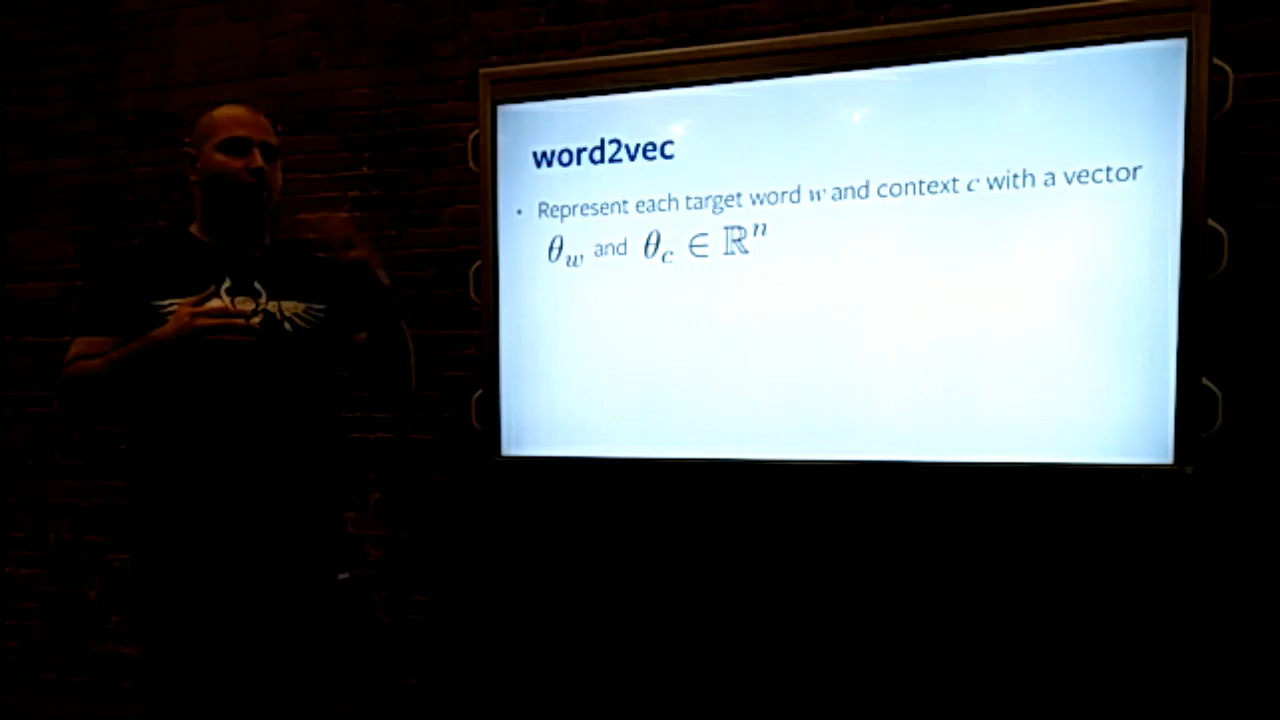 word2vec
• Represent each target word w and context c with a vector
θ_w and θ_c ∈ ℝ^n